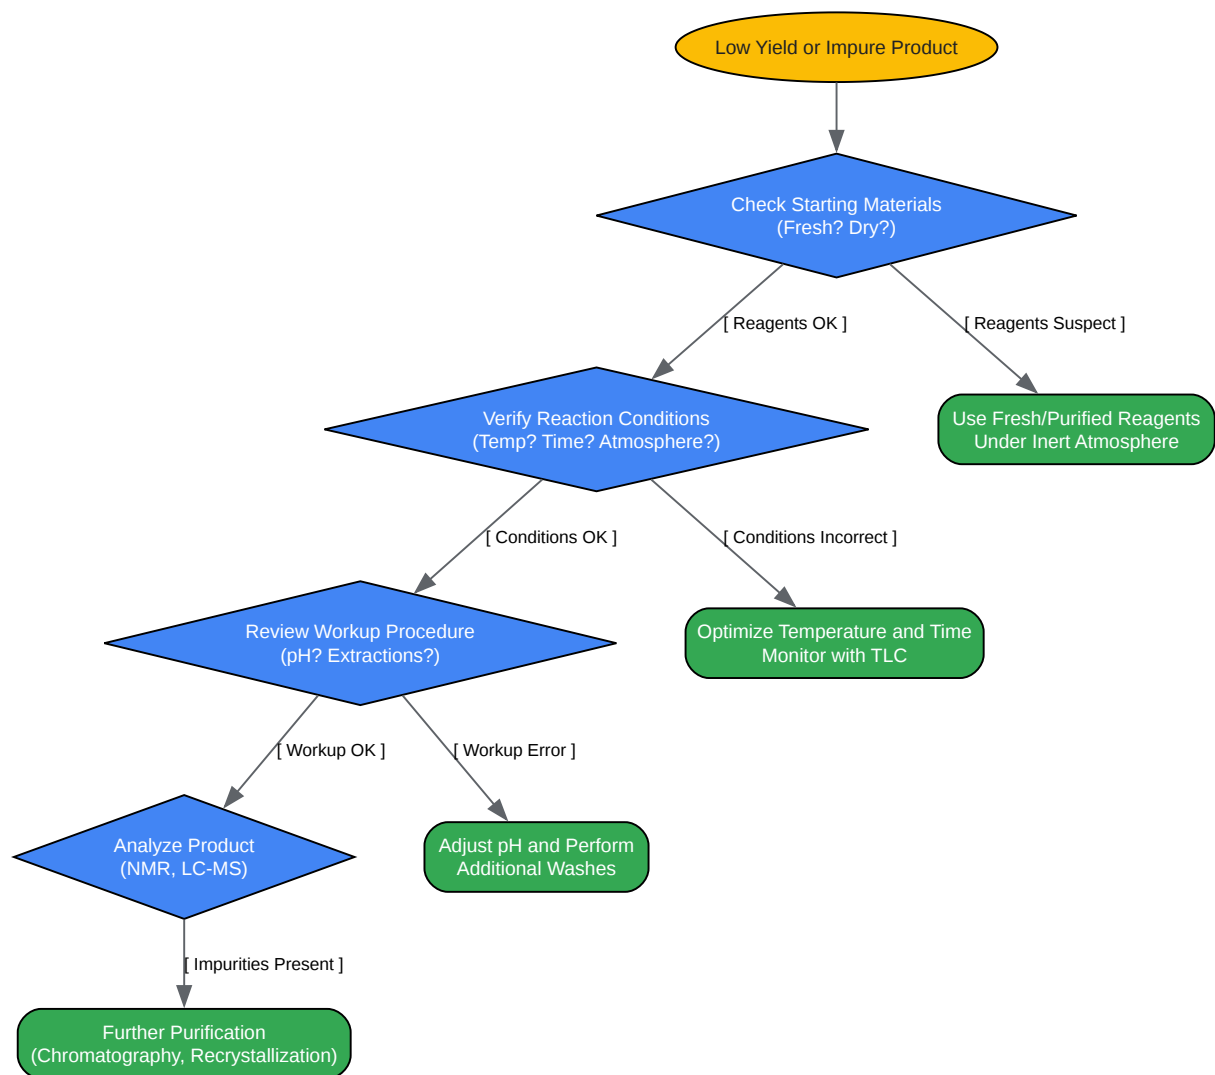 Low Yield or Impure Product
Check Starting Materials
(Fresh? Dry?)
[ Reagents OK ]
[ Reagents Suspect ]
Verify Reaction Conditions
(Temp? Time? Atmosphere?)
Use Fresh/Purified Reagents
Under Inert Atmosphere
[ Conditions OK ]
[ Conditions Incorrect ]
Review Workup Procedure
(pH? Extractions?)
Optimize Temperature and Time
Monitor with TLC
[ Workup OK ]
[ Workup Error ]
Analyze Product
(NMR, LC-MS)
Adjust pH and Perform
Additional Washes
[ Impurities Present ]
Further Purification
(Chromatography, Recrystallization)